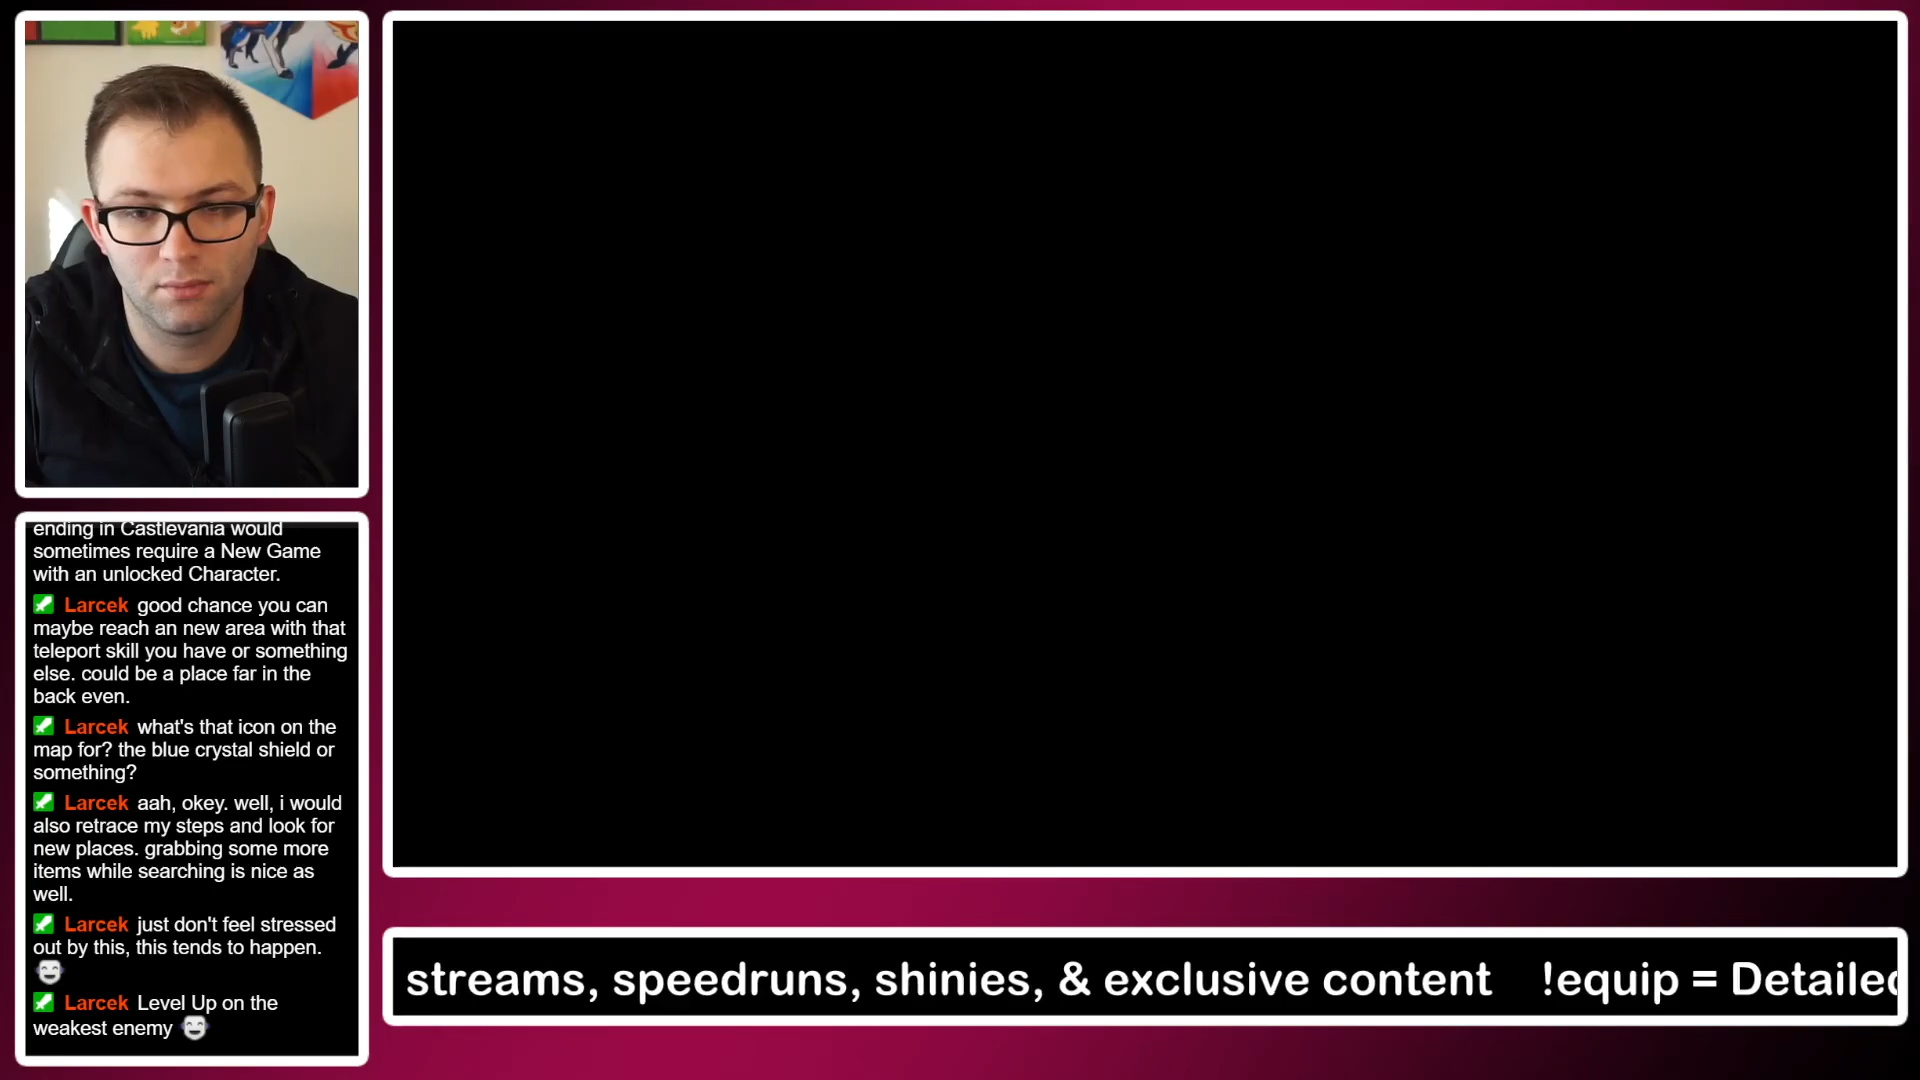 ending in Castlevania would
sometimes require a New Game
with an unlocked Character.
Larcek good chance you can
maybe reach an new area with that
teleport skill you have or something
else. could be a place far in the
back even.
Larcek what's that icon on the
map for? the blue crystal shield or
something?
Larcek aah, okey. well, i would
also retrace my steps and look for
new places. grabbing some more
items while searching is nice as
well.
Larcek just don't feel stressed
out by this, this tends to happen.
Larcek Level Up on the
weakest enemy
streams, speedruns, shinies, & exclusive content !equip = Detailed